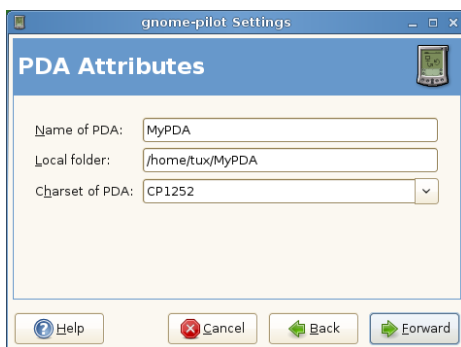 gnome-pilot Settings
PDA Attributes
Name of PDA: MyPDA
Local folder: /home/tux/MyPDA
Charset of PDA: CP1252
Help Cancel Back Forward